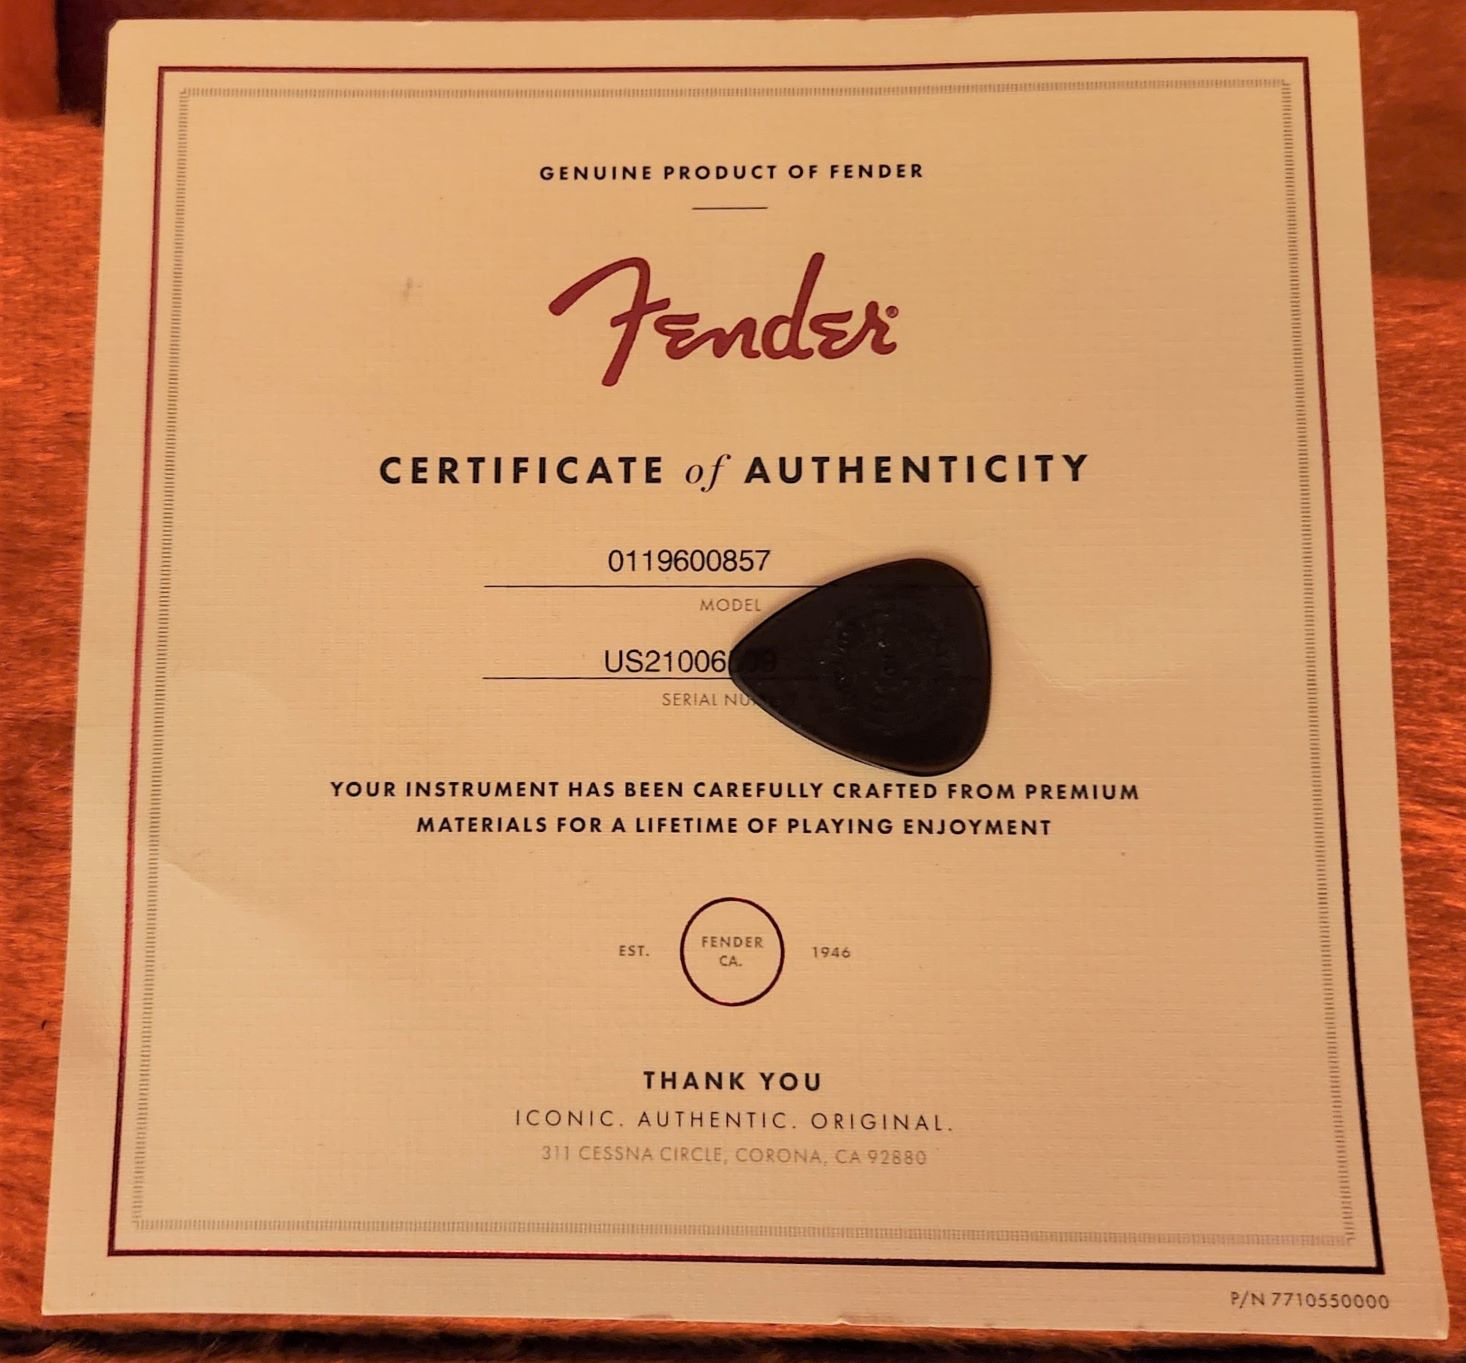 GENUINE PRODUCT OF FENDER
Fender
CERTIFICATE of AUTHENTICITY
0119600857
MODEL
SERIAL
YOUR INSTRUMENT HAS BEEN CAREFULLY CRAFTED FROM PREMIUM
MATERIALS FOR A LIFETIME OF PLAYING ENJOYMENT
EST.
FENDER
CA.
1946
THANK YOU
ICONIC. AUTHENTIC. ORIGINAL.
311 CESSNA CIRCLE, CORONA, CA 92880
P/N 7710550000